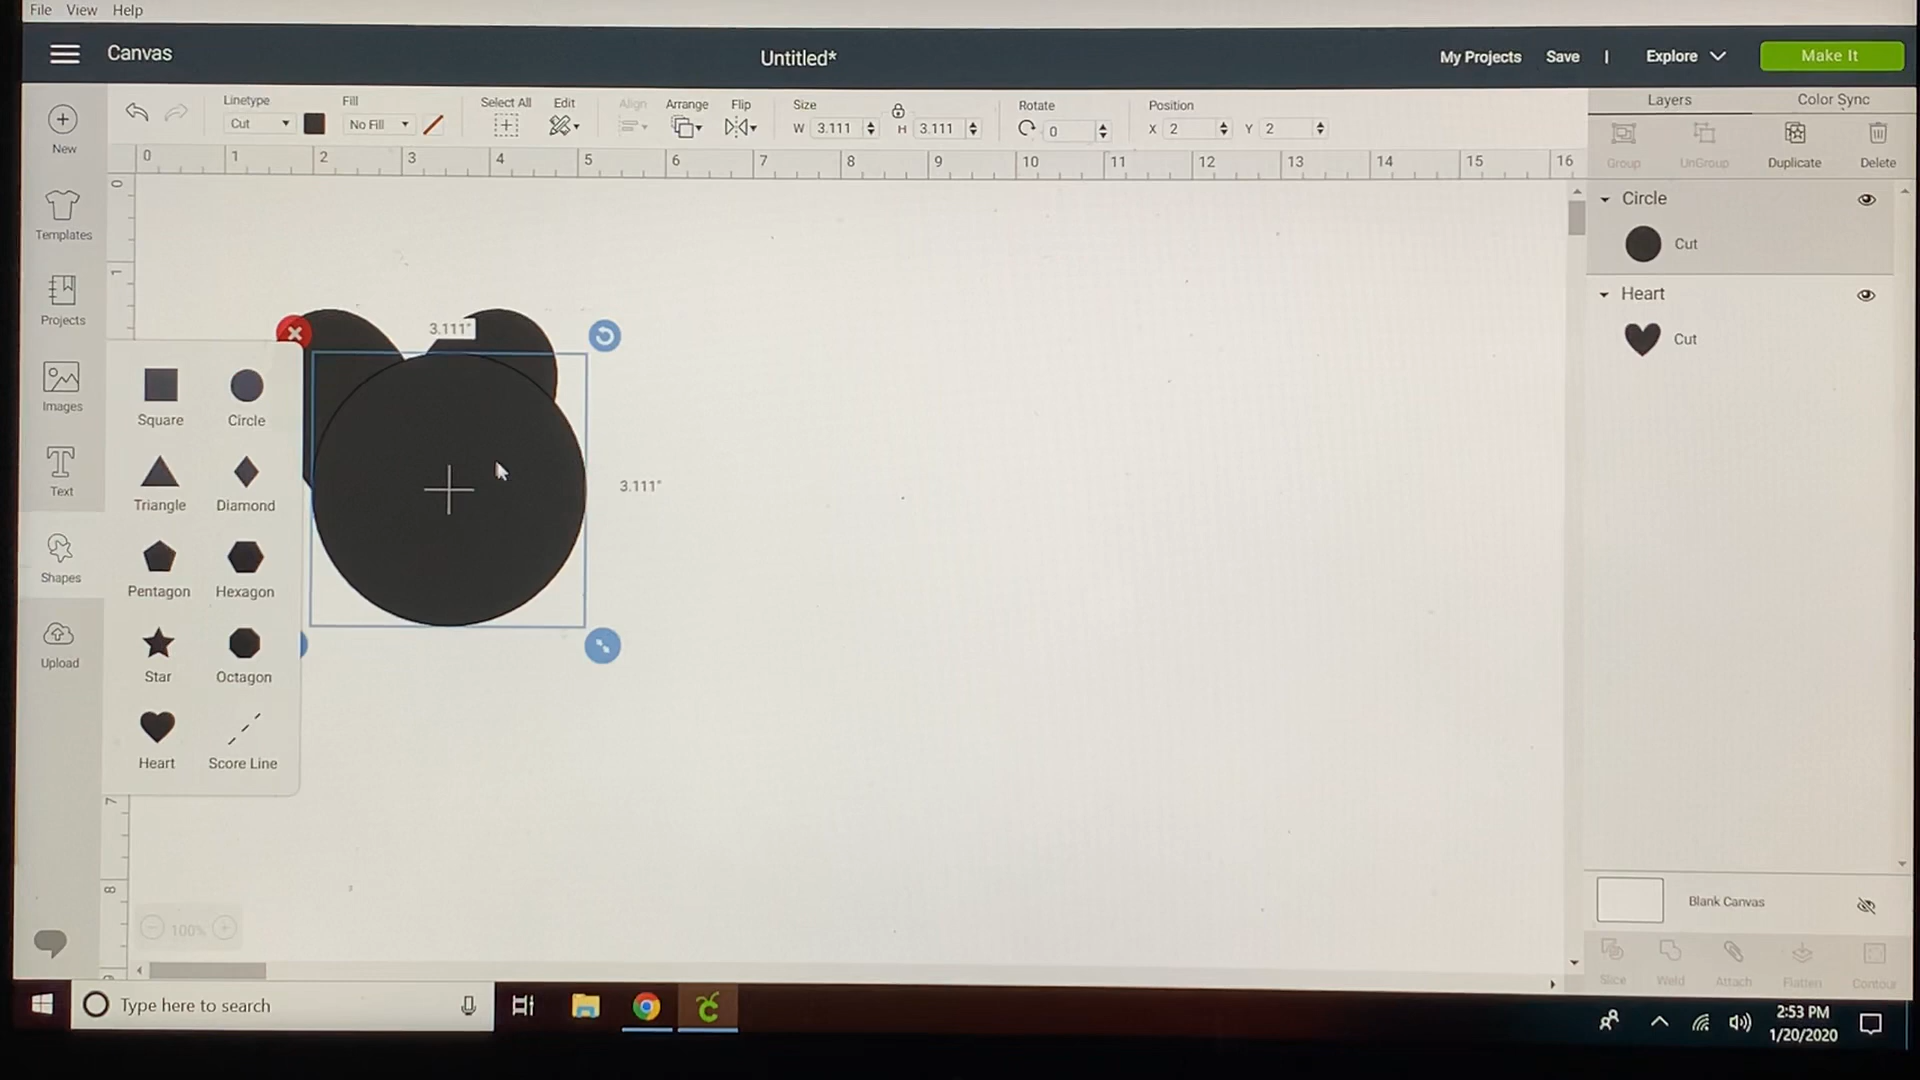 File View Help
Canvas
Untitled*
My Projects Save | Explore Make It
Linetype Fill Select All Edit Align Arrange Flip Size Rotate Position
Cut No Fill W 3.111 H 3.111 0 X 2 Y 2
Layers Color Sync
Group UnGroup Duplicate Delete
0 1 2 3 4 5 6 7 8 9 10 11 12 13 14 15 16
0
1
7
8
9
New
Templates
Projects
Images
Text
Shapes
Upload
Square Circle
Triangle Diamond
Pentagon Hexagon
Star Octagon
Heart Score Line
3.111"
3.111"
Circle
Cut
Heart
Cut
Blank Canvas
Slice Weld Attach Flatten Contour
100%
Type here to search
2:53 PM
1/20/2020